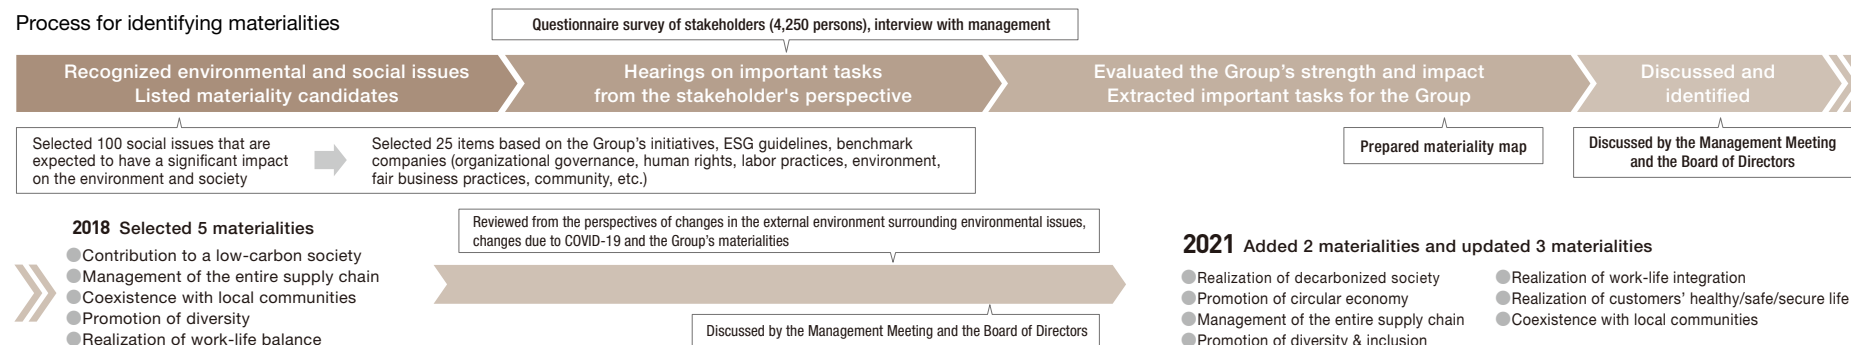 Process for identifying materialities
Questionnaire survey of stakeholders (4,250 persons), interview with management
Recognized environmental and social issues
Listed materiality candidates
Hearings on important tasks
from the stakeholder's perspective
Evaluated the Group’s strength and impact
Extracted important tasks for the Group
Discussed and
identified
Selected 100 social issues that are
expected to have a significant impact
on the environment and society
Selected 25 items based on the Group’s initiatives, ESG guidelines, benchmark
companies (organizational governance, human rights, labor practices, environment,
fair business practices, community, etc.)
Prepared materiality map
Discussed by the Management Meeting
and the Board of Directors
2018 Selected 5 materialities
●Contribution to a low-carbon society
●Management of the entire supply chain
●Coexistence with local communities
●Promotion of diversity
●Realization of work-life balance
Reviewed from the perspectives of changes in the external environment surrounding environmental issues,
changes due to COVID-19 and the Group’s materialities
Discussed by the Management Meeting and the Board of Directors
2021 Added 2 materialities and updated 3 materialities
●Realization of decarbonized society
●Promotion of circular economy
●Management of the entire supply chain
●Promotion of diversity & inclusion
●Realization of work-life integration
●Realization of customers’ healthy/safe/secure life
●Coexistence with local communities